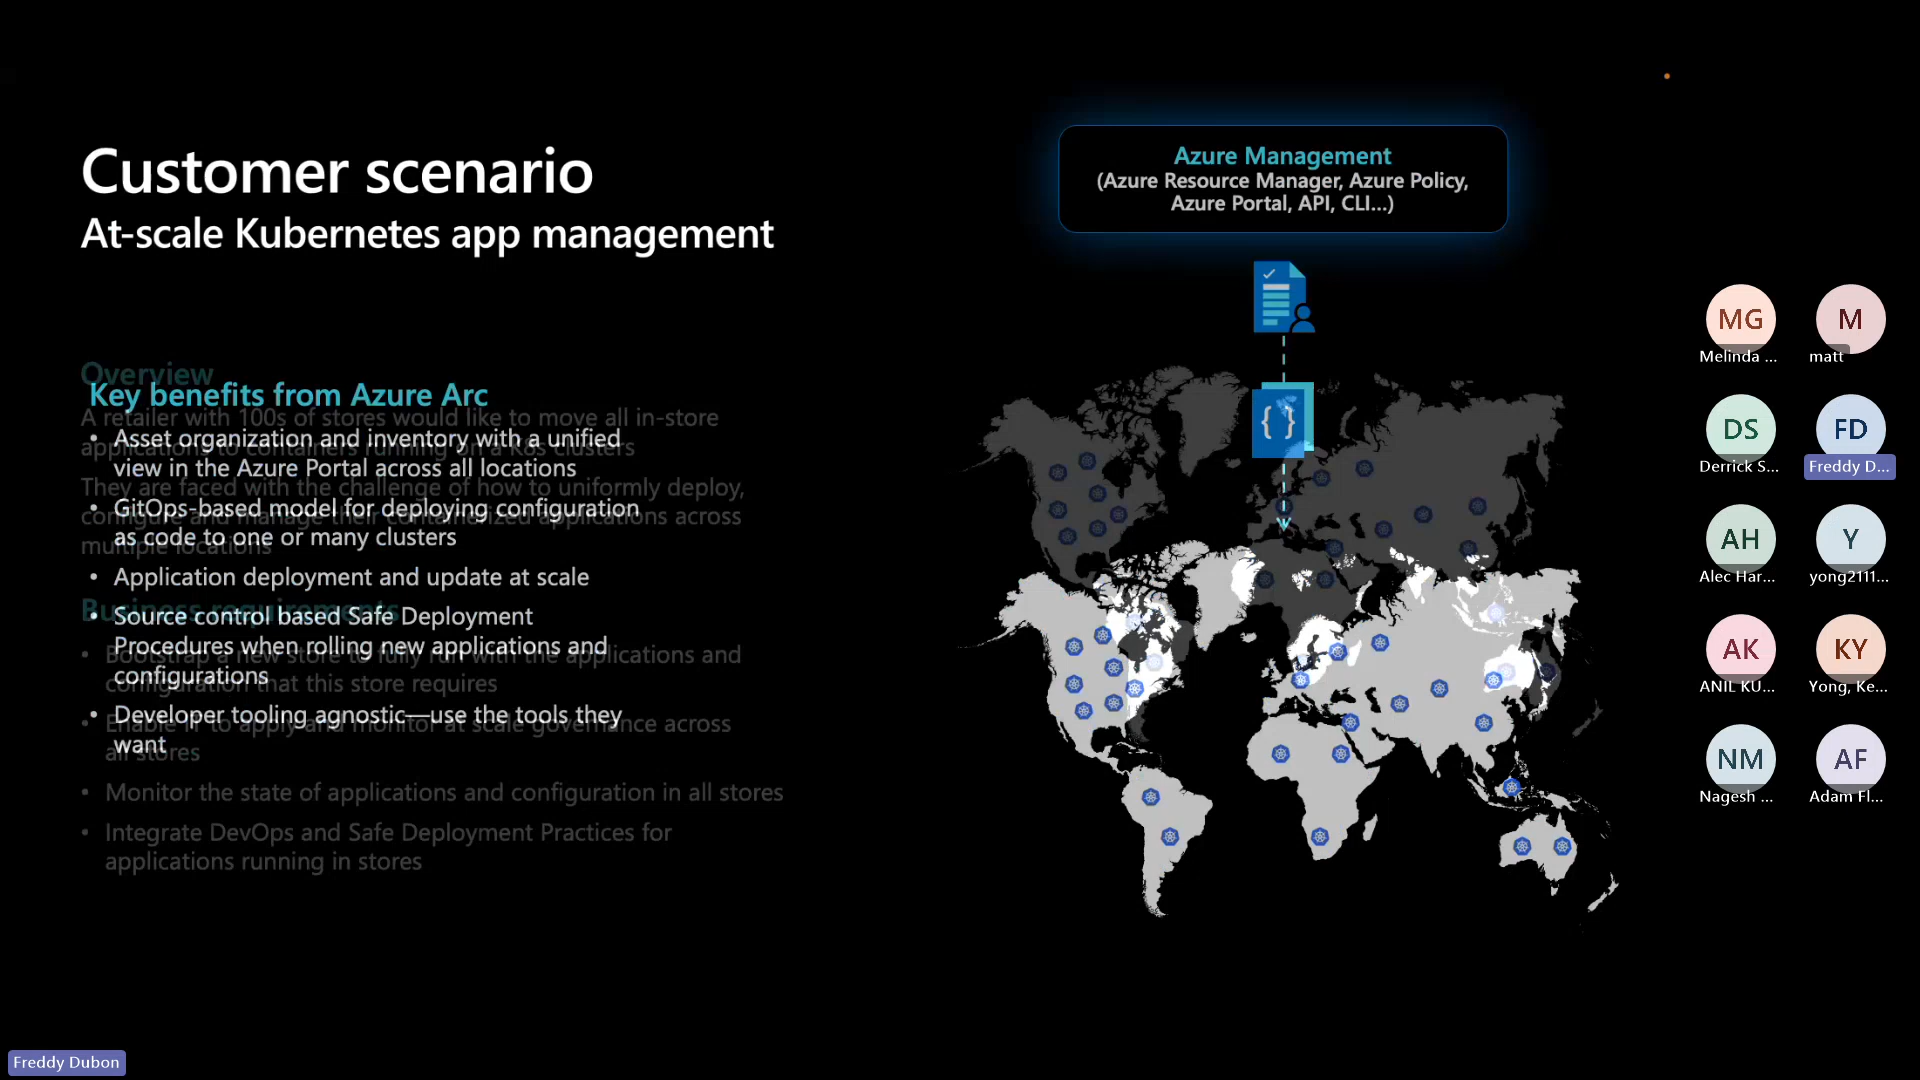 Customer scenario
At-scale Kubernetes app management
Overview
A retailer with 100s of stores would like to move all in-store
applications to containers running on a K8s clusters
They are faced with the challenge of how to uniformly deploy,
configure and manage their containerized applications across
multiple locations
Business requirements
• Bootstrap a new store to fully run with the applications and
configuration that this store requires
• Enable IT to apply and monitor at scale governance across
all stores
• Monitor the state of applications and configuration in all stores
• Integrate DevOps and Safe Deployment Practices for
applications running in stores
Key benefits from Azure Arc
• Asset organization and inventory with a unified
view in the Azure Portal across all locations
• GitOps-based model for deploying configuration
as code to one or many clusters
• Application deployment and update at scale
• Source control based Safe Deployment
Procedures when rolling new applications and
configurations
• Developer tooling agnostic—use the tools they
want
Azure Management
(Azure Resource Manager, Azure Policy,
Azure Portal, API, CLI...)
{ }
MG
Melinda ...
M
matt
DS
Derrick S...
FD
Freddy D...
AH
Alec Har...
Y
yong2111...
AK
ANIL KU...
KY
Yong, Ke...
NM
Nagesh ...
AF
Adam Fl...
Freddy Dubon